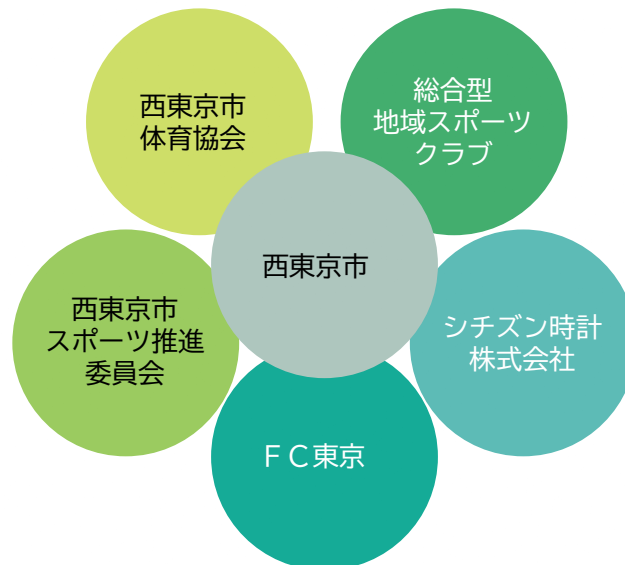 西東京市
体育協会
総合型
地域スポーツ
クラブ
西東京市
西東京市
スポーツ推進
委員会
シチズン時計
株式会社
ＦＣ東京